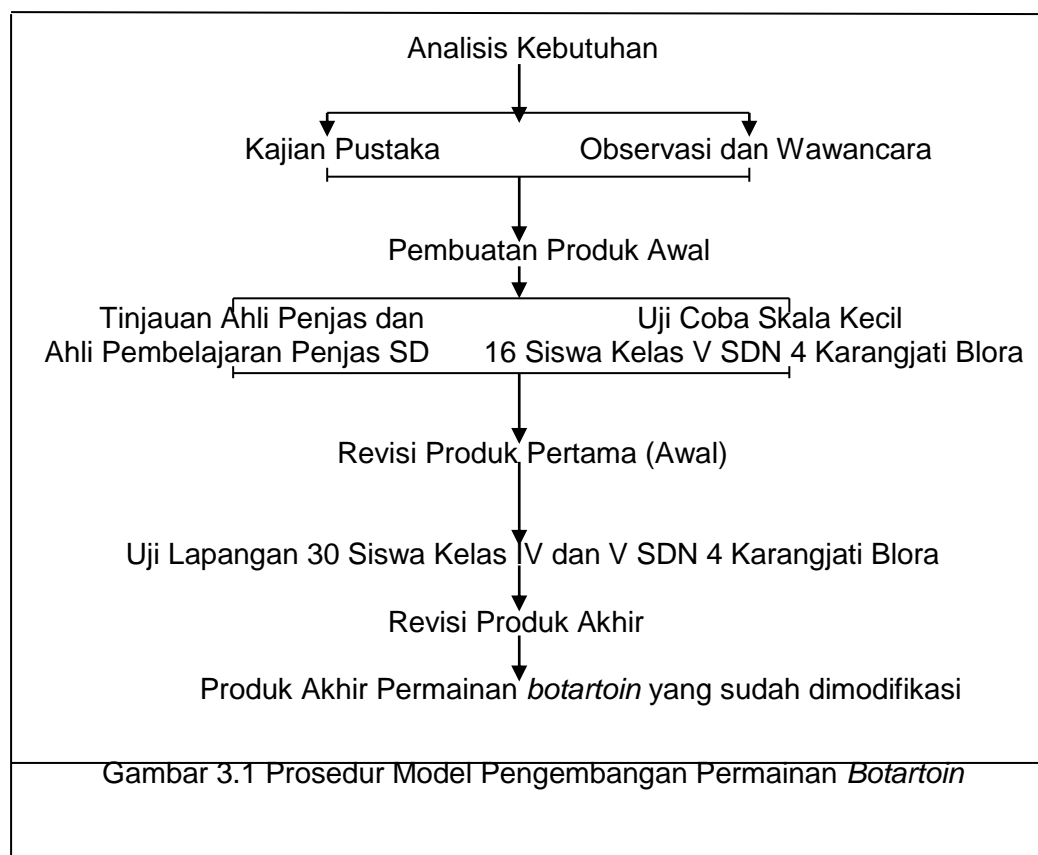 Analisis Kebutuhan
Kajian Pustaka Observasi dan Wawancara
Pembuatan Produk Awal
Tinjauan Ahli Penjas dan Uji Coba Skala Kecil
Ahli Pembelajaran Penjas SD 16 Siswa Kelas V SDN 4 Karangjati Blora
Revisi Produk Pertama (Awal)
Uji Lapangan 30 Siswa Kelas IV dan V SDN 4 Karangjati Blora
Revisi Produk Akhir
Produk Akhir Permainan botartoin yang sudah dimodifikasi
Gambar 3.1 Prosedur Model Pengembangan Permainan Botartoin